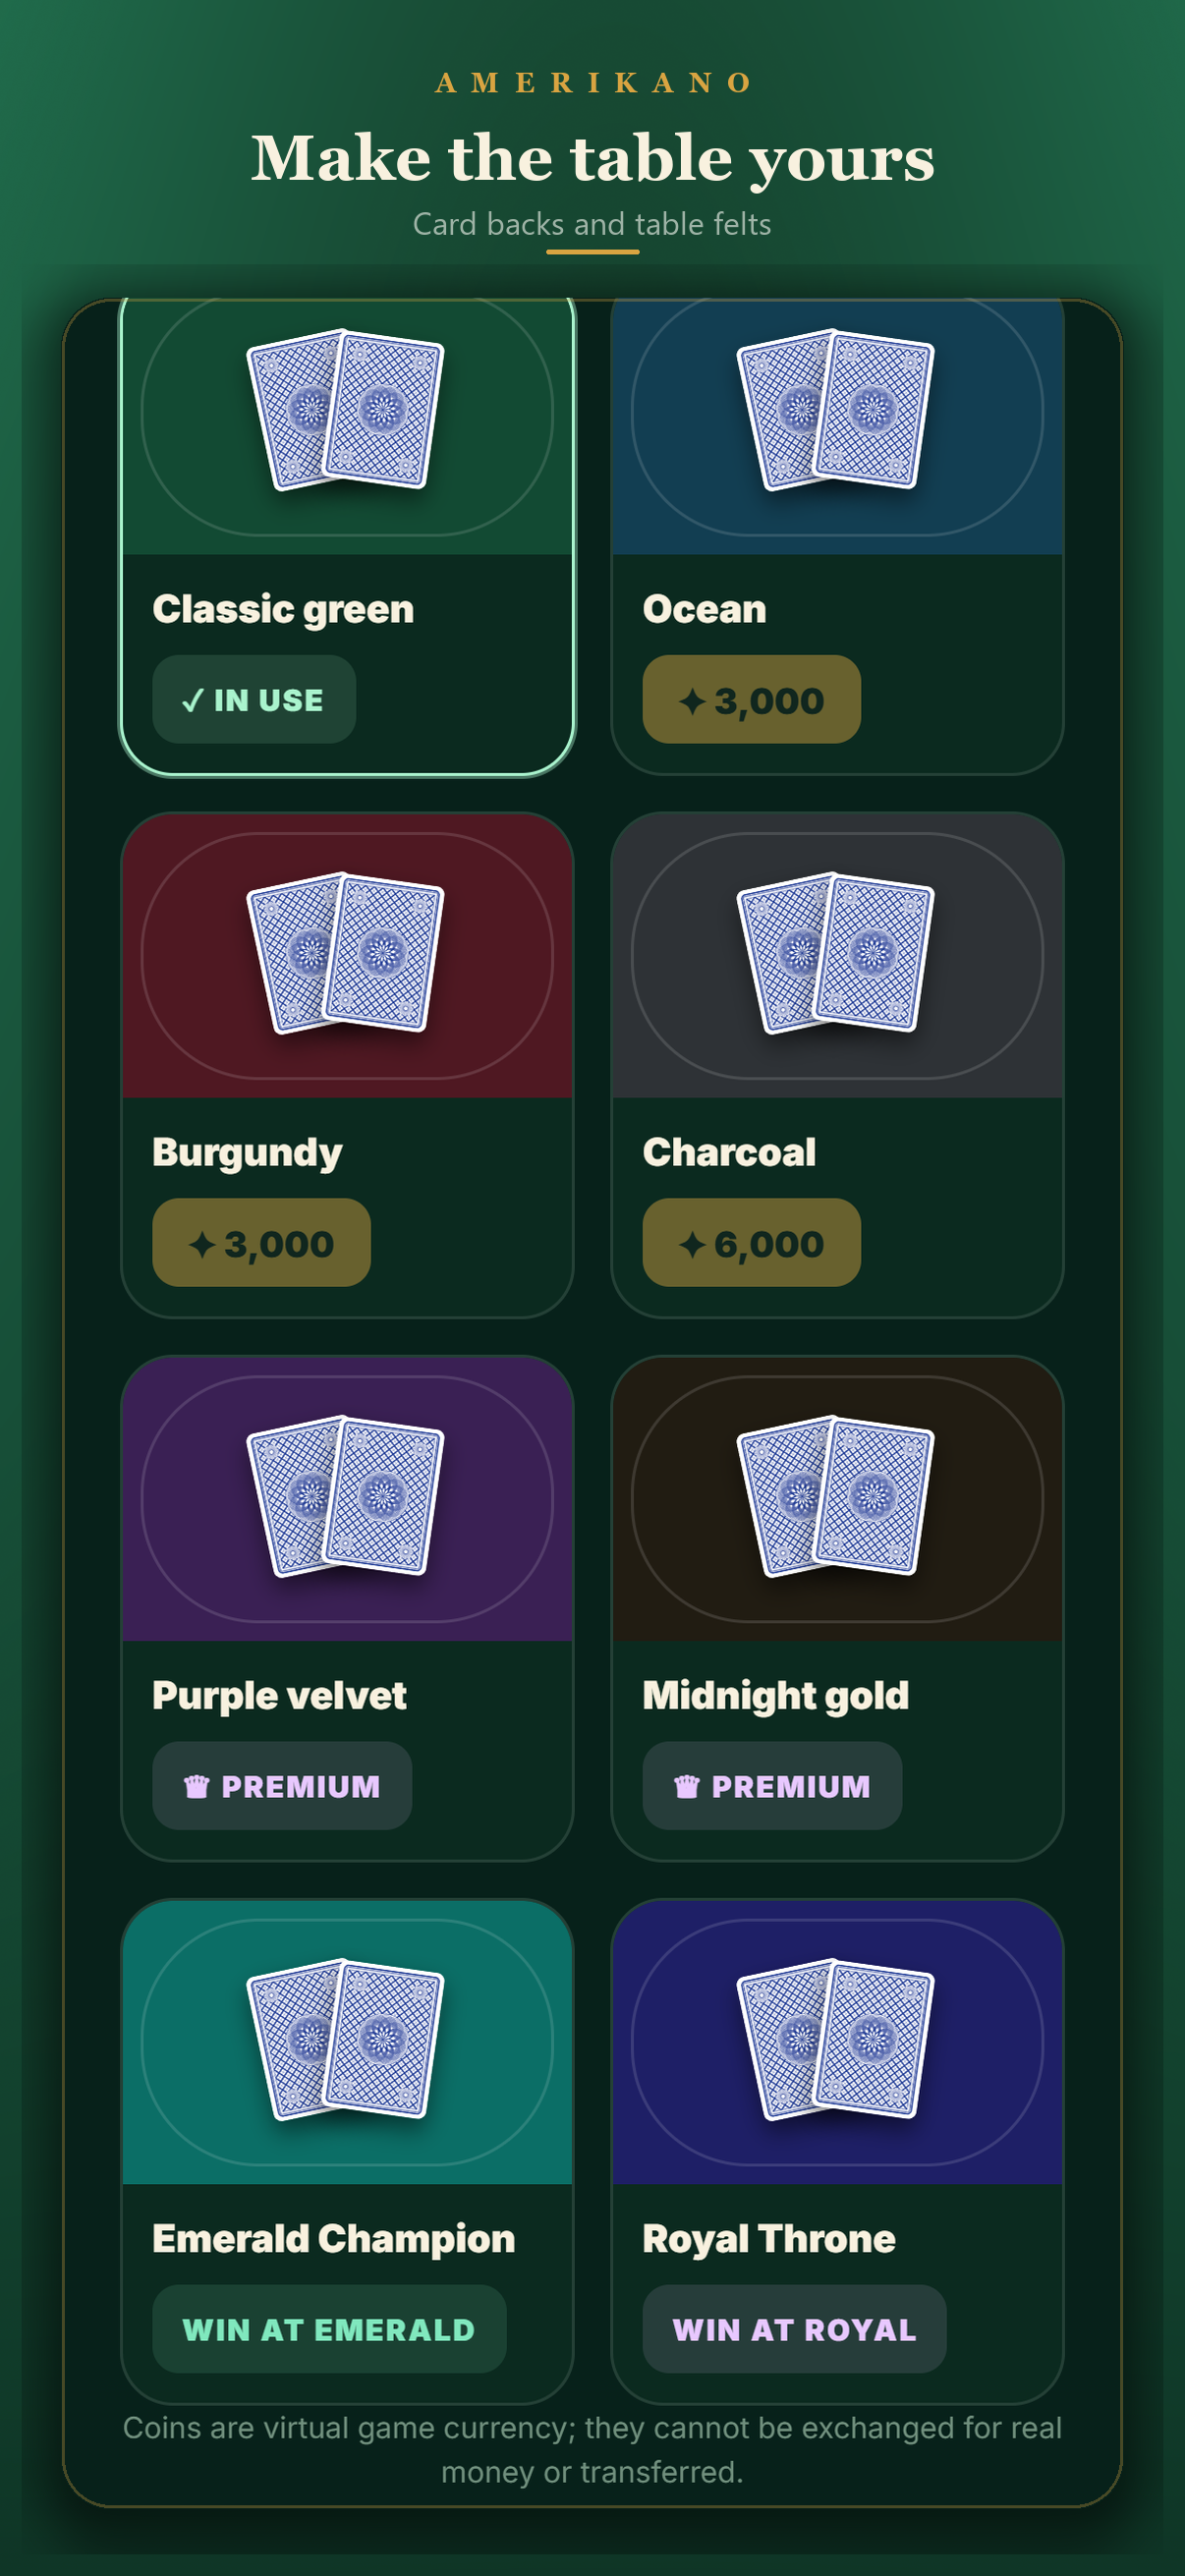 AMERIKANO
Make the table yours
Card backs and table felts
Classic green
✓ IN USE
Ocean
✦ 3,000
Burgundy
✦ 3,000
Charcoal
✦ 6,000
Purple velvet
♛ PREMIUM
Midnight gold
♛ PREMIUM
Emerald Champion
WIN AT EMERALD
Royal Throne
WIN AT ROYAL
Coins are virtual game currency; they cannot be exchanged for real
money or transferred.